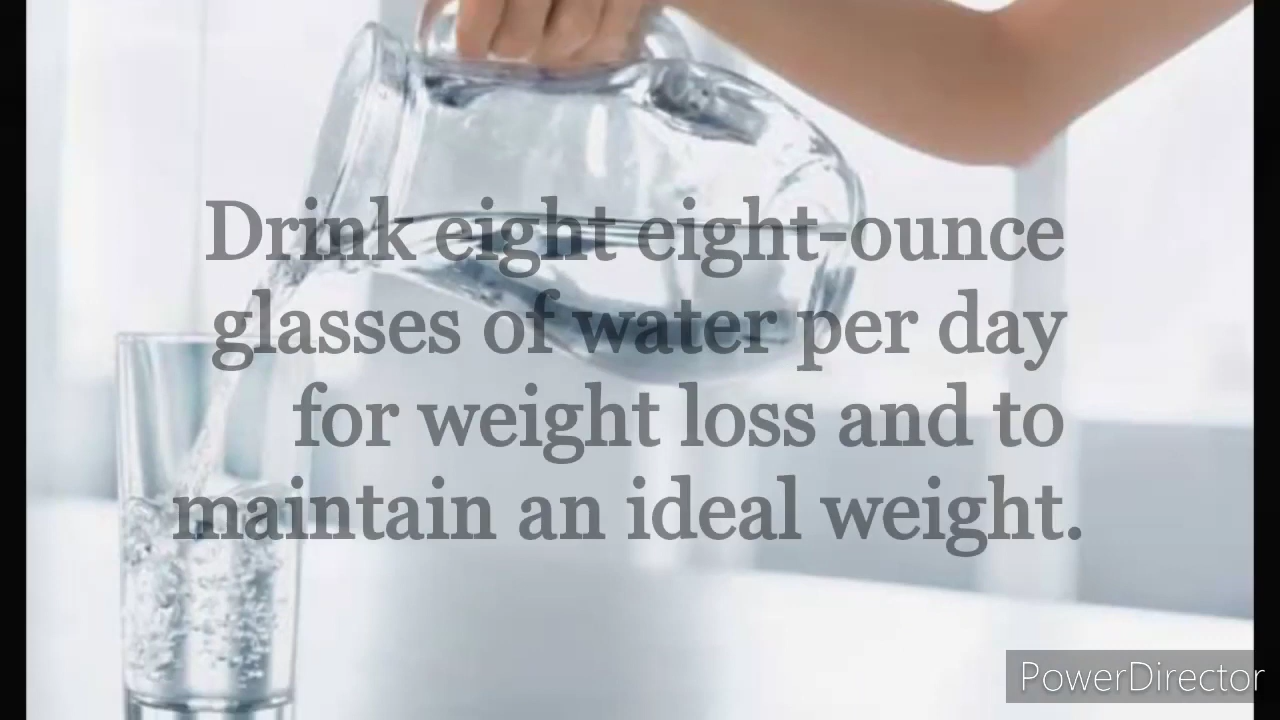 Drink eight eight-ounce
glasses of water per day
for weight loss and to
maintain an ideal weight.
PowerDirector